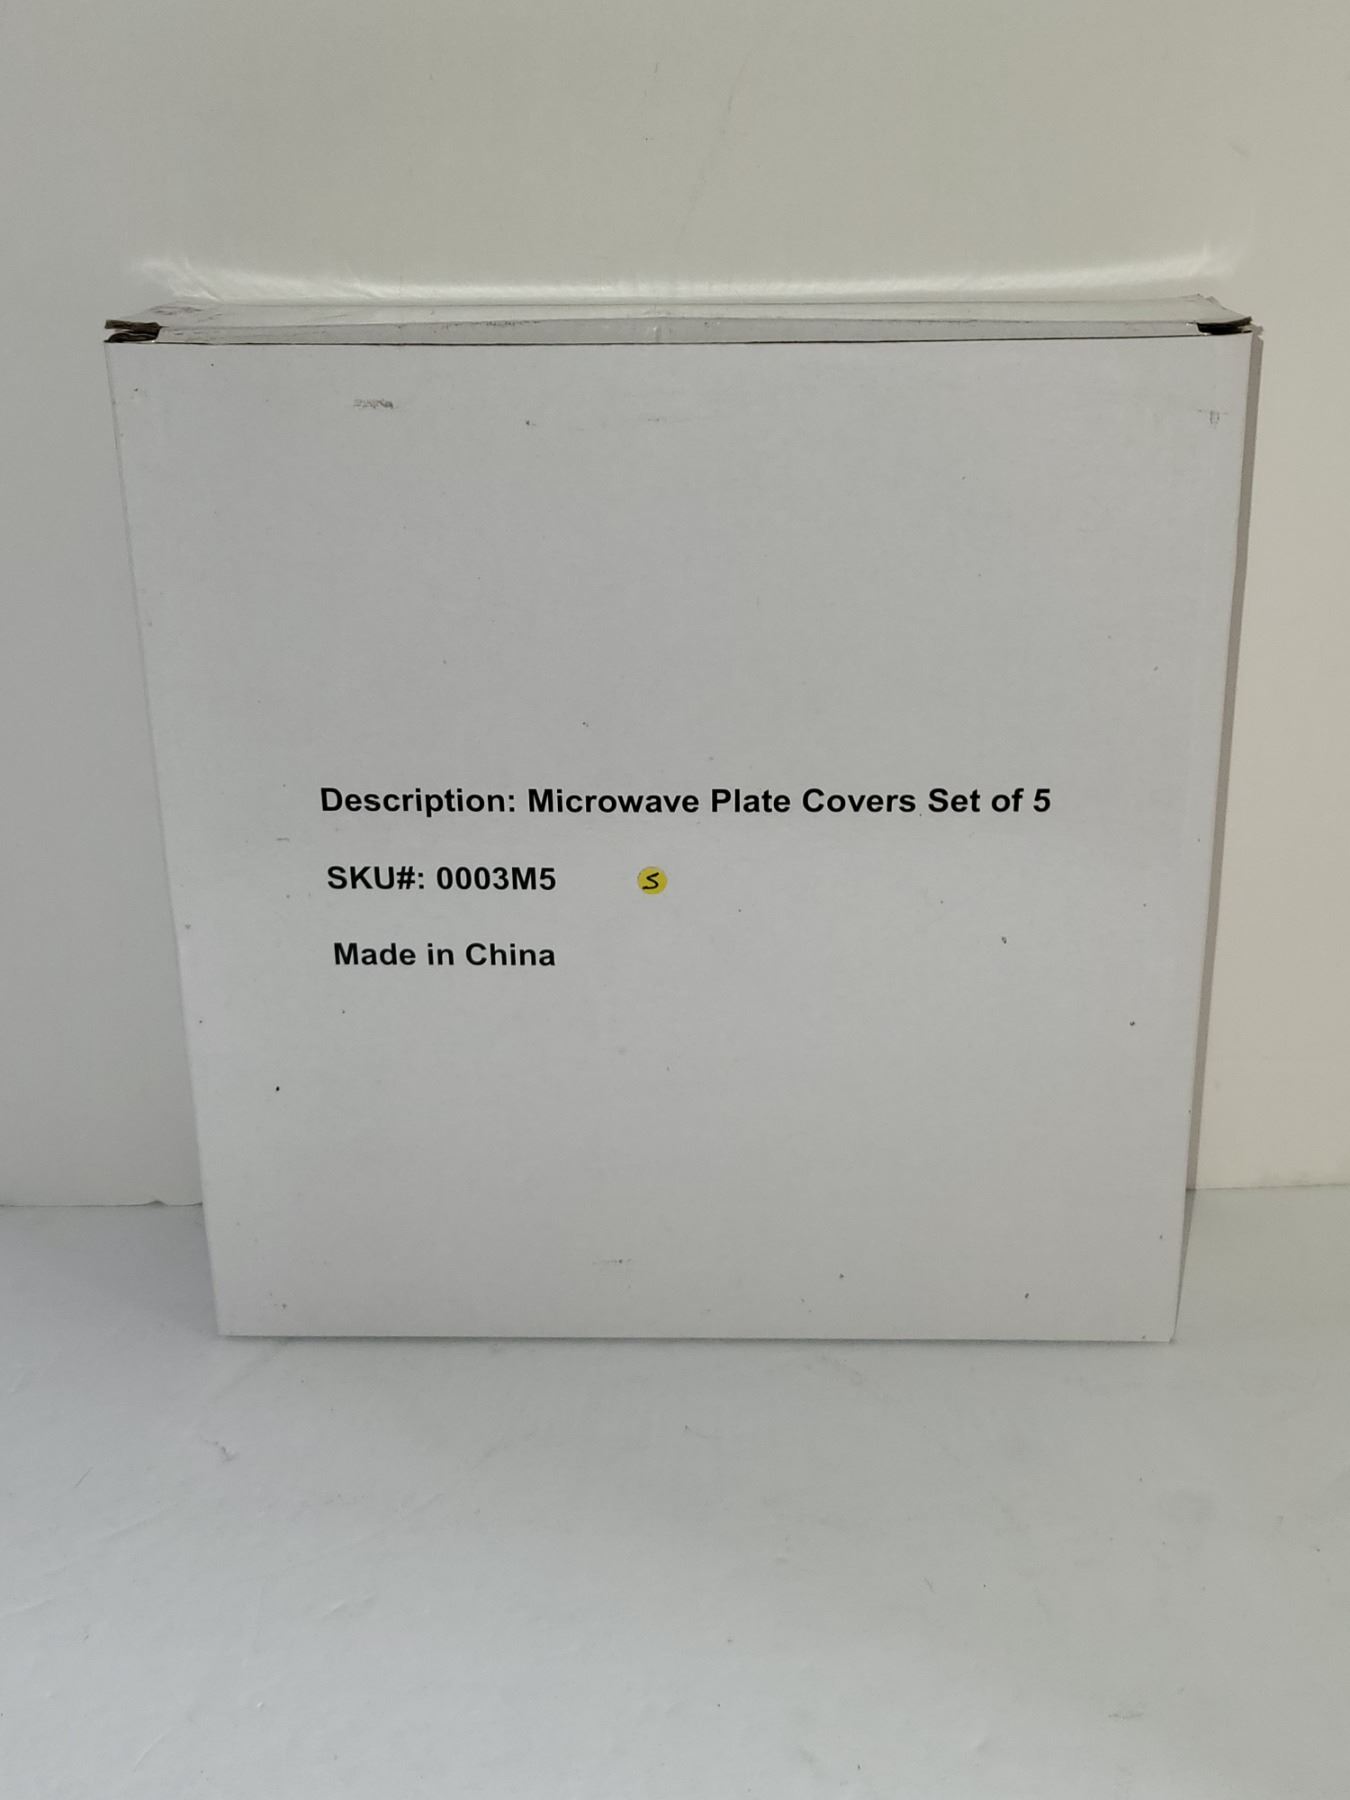 Description: Microwave Plate Covers Set of 5
SKU#: 0003M5
S
Made in China